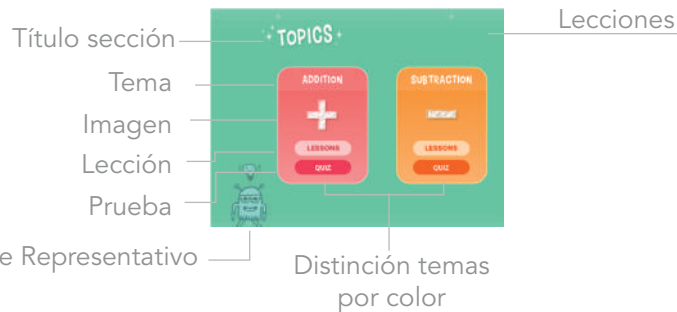 Título sección
Tema
Imagen
Lección
Prueba
e Representativo
TOPICS
ADDITION
LESSONS
QUIZ
SUBTRACTION
LESSONS
QUIZ
Lecciones
Distinción temas
por color